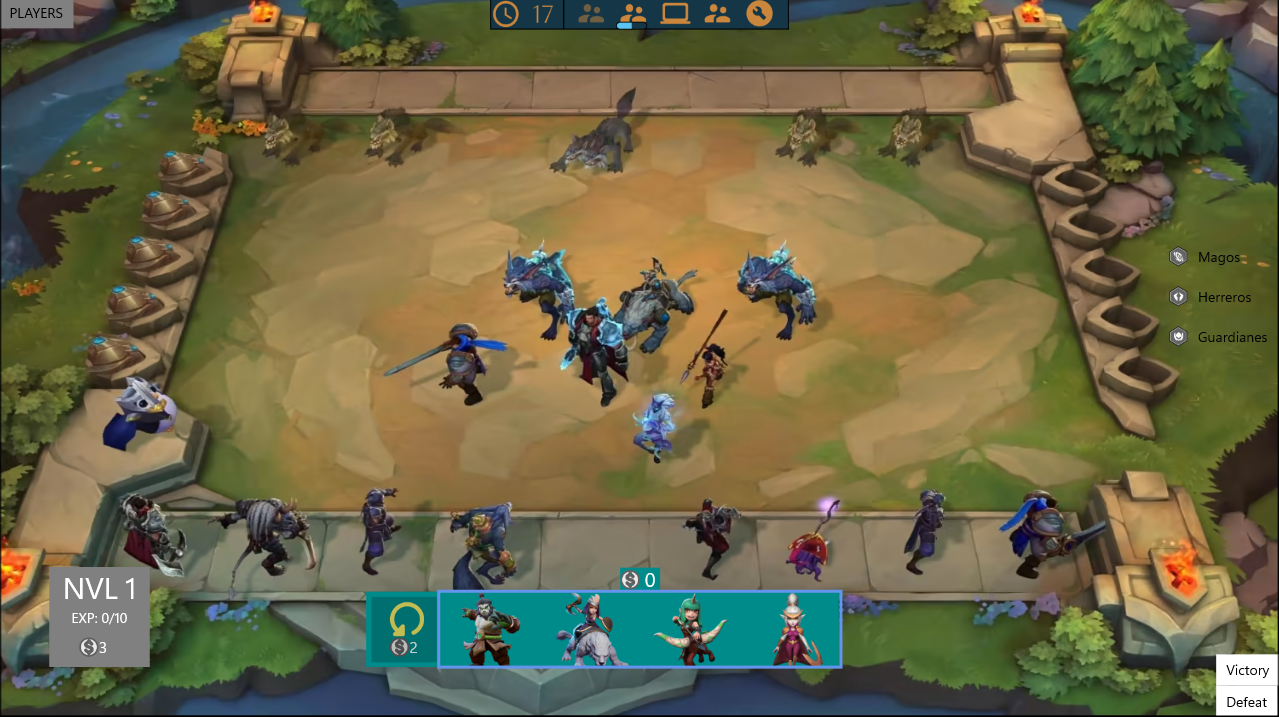 PLAYERS
17
Magos
Herreros
Guardianes
NVL 1
EXP: 0/10
$3
$ 0
$2
Victory
Defeat